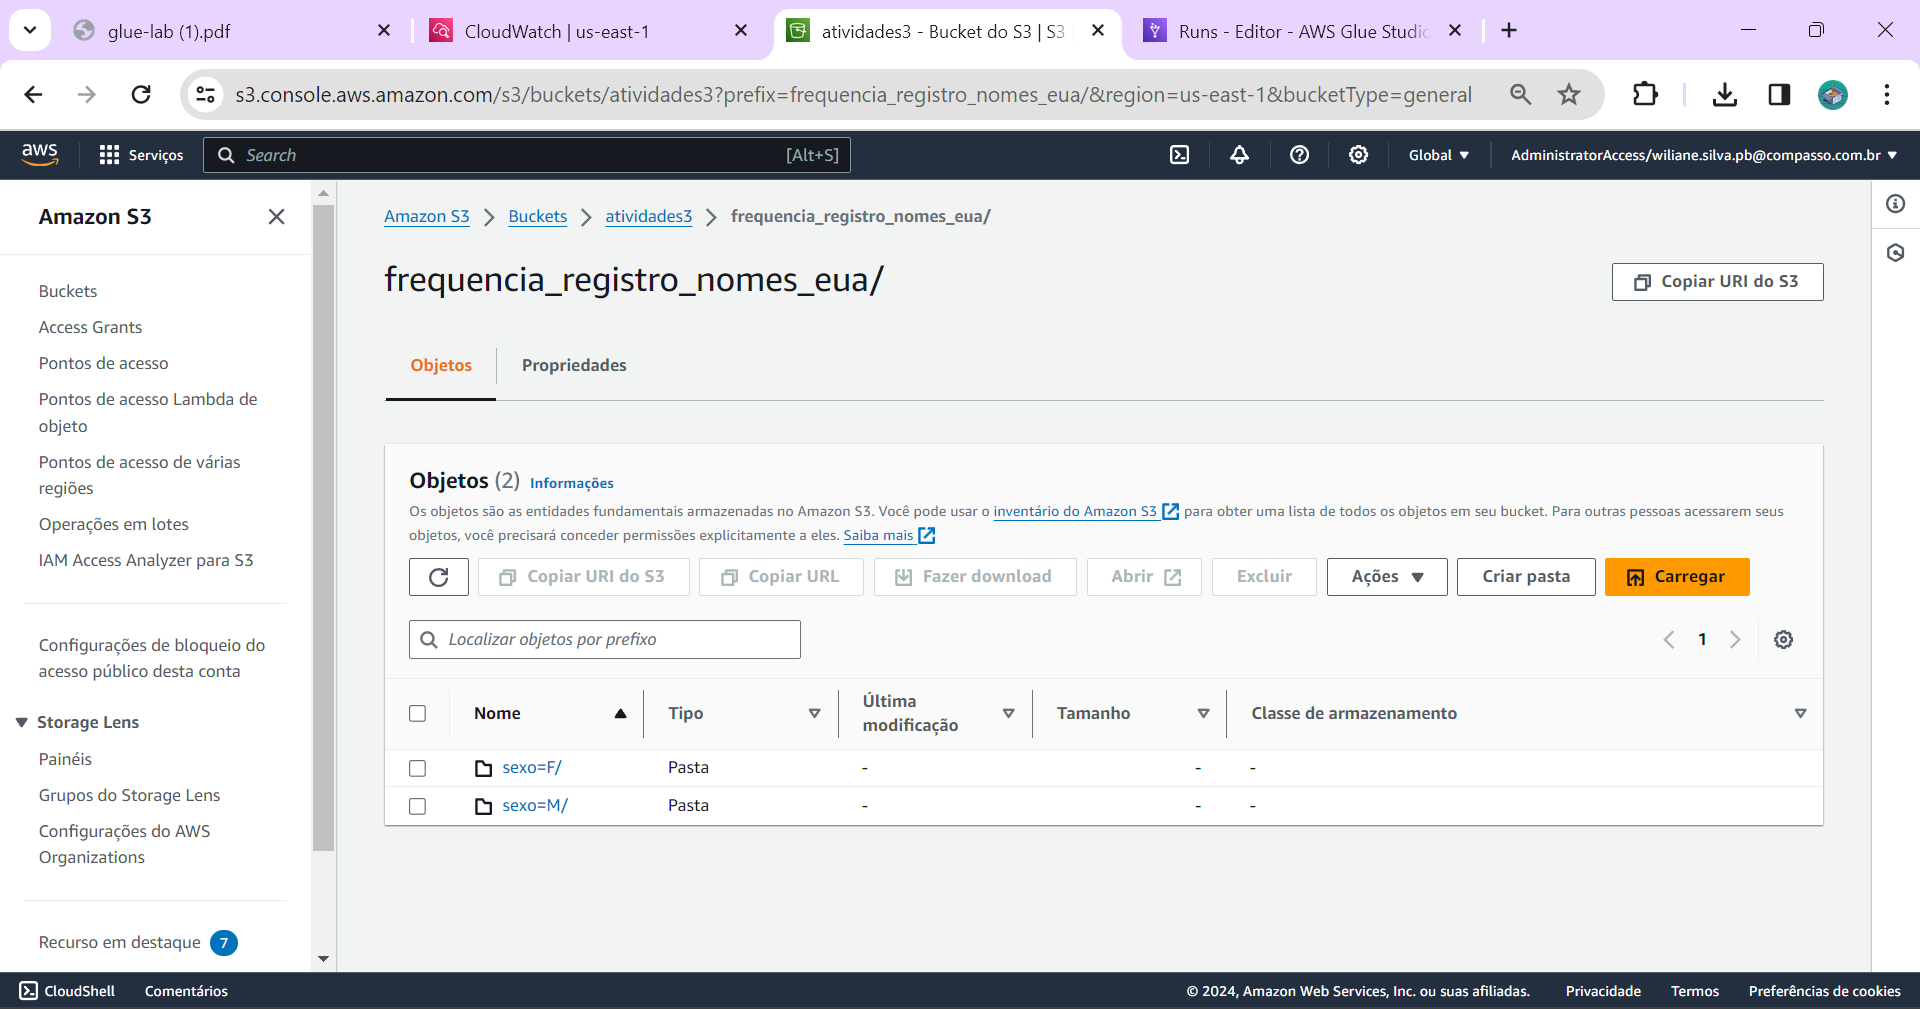 glue-lab (1).pdf
CloudWatch | us-east-1
atividades3 - Bucket do S3 | S3
Runs - Editor - AWS Glue Studio
s3.console.aws.amazon.com/s3/buckets/atividades3?prefix=frequencia_registro_nomes_eua/&region=us-east-1&bucketType=general
aws
Serviços
Search
[Alt+S]
Global
AdministratorAccess/wiliane.silva.pb@compasso.com.br
Amazon S3
Buckets
Access Grants
Pontos de acesso
Pontos de acesso Lambda de
objeto
Pontos de acesso de várias
regiões
Operações em lotes
IAM Access Analyzer para S3
Configurações de bloqueio do
acesso público desta conta
Storage Lens
Painéis
Grupos do Storage Lens
Configurações do AWS
Organizations
Recurso em destaque 7
Amazon S3
Buckets
atividades3
frequencia_registro_nomes_eua/
frequencia_registro_nomes_eua/
Copiar URI do S3
Objetos
Propriedades
Objetos (2)
Informações
Os objetos são as entidades fundamentais armazenadas no Amazon S3. Você pode usar o inventário do Amazon S3 para obter uma lista de todos os objetos em seu bucket. Para outras pessoas acessarem seus
objetos, você precisará conceder permissões explicitamente a eles. Saiba mais
Copiar URI do S3
Copiar URL
Fazer download
Abrir
Excluir
Ações
Criar pasta
Carregar
Localizar objetos por prefixo
1
Nome
Tipo
Última
modificação
Tamanho
Classe de armazenamento
sexo=F/ Pasta - - -
sexo=M/ Pasta - - -
CloudShell
Comentários
© 2024, Amazon Web Services, Inc. ou suas afiliadas.
Privacidade
Termos
Preferências de cookies